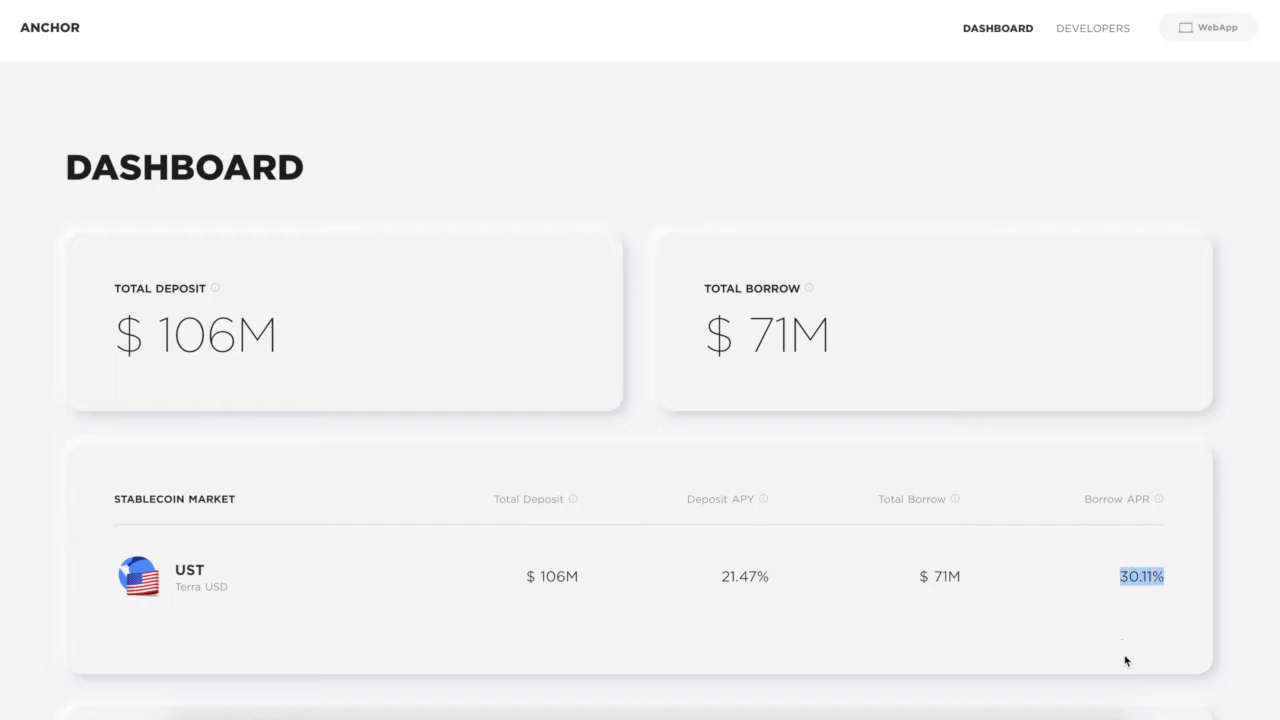 ANCHOR
DASHBOARD DEVELOPERS WebApp
DASHBOARD
TOTAL DEPOSIT
$ 106M
TOTAL BORROW
$ 71M
STABLECOIN MARKET Total Deposit Deposit APY Total Borrow Borrow APR
UST
Terra USD
$ 106M 21.47% $ 71M 30.11%